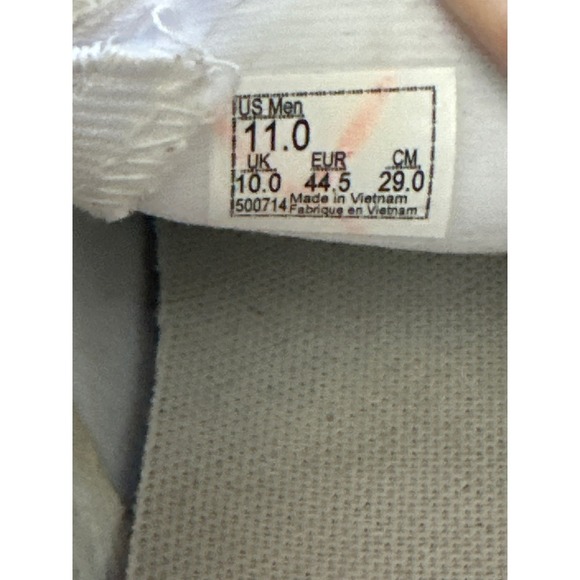 US Men
11.0
UK EUR CM
10.0 44.5 29.0
500714 Made in Vietnam
Fabrique en Vietnam